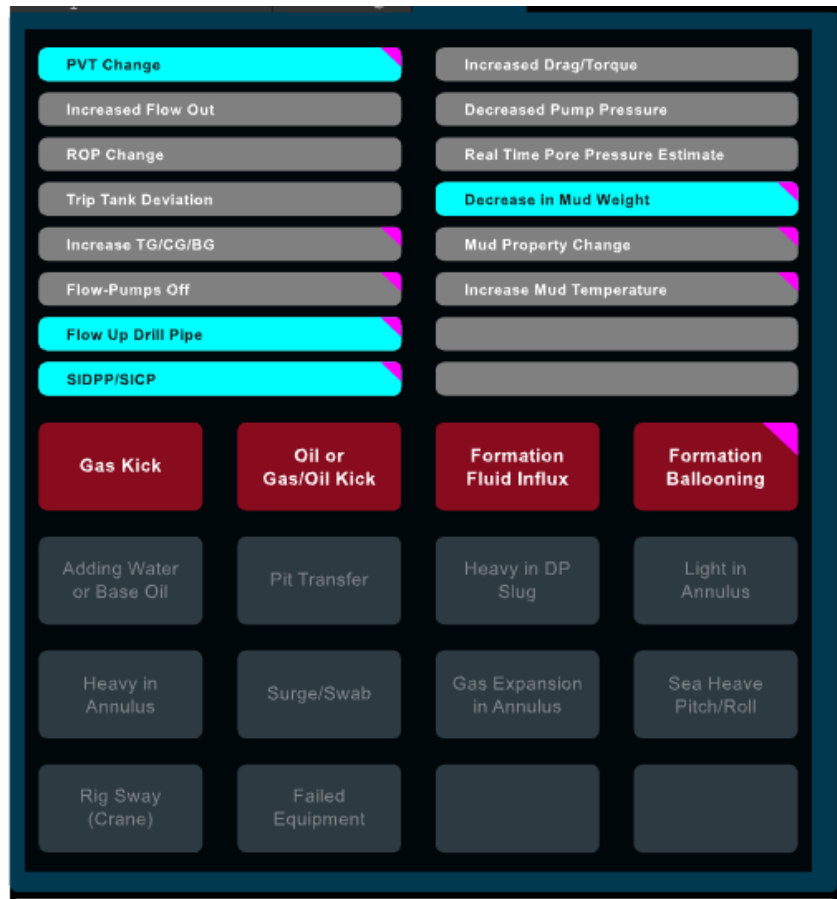 PVT Change
Increased Flow Out
ROP Change
Trip Tank Deviation
Increase TG/CG/BG
Flow-Pumps Off
Flow Up Drill Pipe
SIDPP/SICP
Increased Drag/Torque
Decreased Pump Pressure
Real Time Pore Pressure Estimate
Decrease in Mud Weight
Mud Property Change
Increase Mud Temperature
Gas Kick
Oil or
Gas/Oil Kick
Formation
Fluid Influx
Formation
Ballooning
Adding Water
or Base Oil
Pit Transfer
Heavy in DP
Slug
Light in
Annulus
Heavy in
Annulus
Surge/Swab
Gas Expansion
in Annulus
Sea Heave
Pitch/Roll
Rig Sway
(Crane)
Failed
Equipment